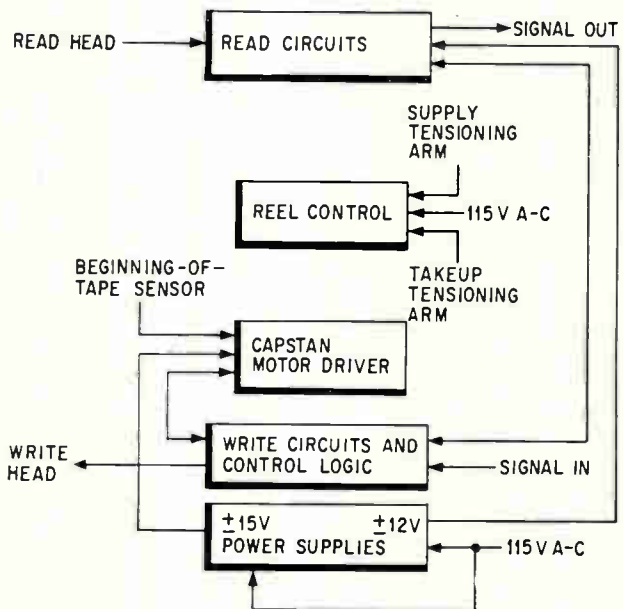 READ HEAD
READ CIRCUITS
SIGNAL OUT
SUPPLY
TENSIONING
ARM
REEL CONTROL
115 V A-C
TAKEUP
TENSIONING
ARM
BEGINNING-OF-
TAPE SENSOR
CAPSTAN
MOTOR DRIVER
WRITE
HEAD
WRITE CIRCUITS AND
CONTROL LOGIC
SIGNAL IN
±15V ±12V
POWER SUPPLIES
115 V A-C